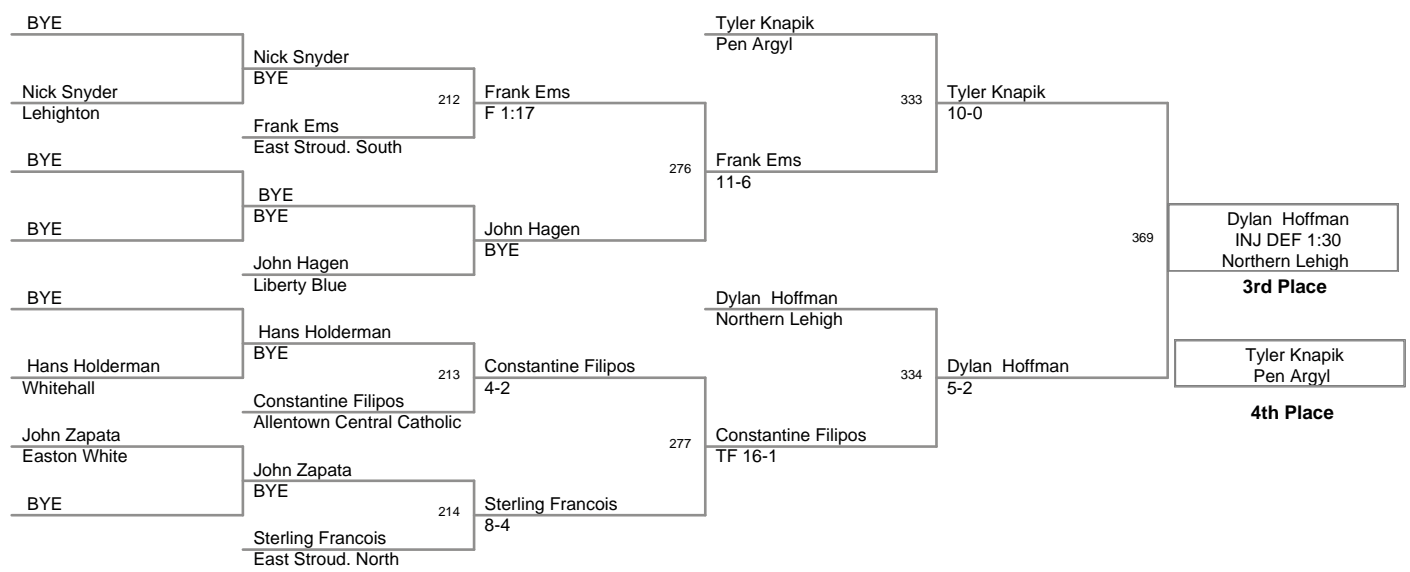 BYE
Nick Snyder
Lehighton
BYE
BYE
BYE
Hans Holderman
Whitehall
John Zapata
Easton White
BYE
Nick Snyder
BYE
212
Frank Ems
East Stroud. South
BYE
BYE
John Hagen
Liberty Blue
Hans Holderman
BYE
213
Constantine Filipos
Allentown Central Catholic
John Zapata
BYE
214
Sterling Francois
East Stroud. North
Frank Ems
F 1:17
276
John Hagen
BYE
Constantine Filipos
4-2
277
Sterling Francois
8-4
Tyler Knapik
Pen Argyl
333
Frank Ems
11-6
Dylan Hoffman
Northern Lehigh
334
Constantine Filipos
TF 16-1
Tyler Knapik
10-0
369
Dylan Hoffman
5-2
Dylan Hoffman
INJ DEF 1:30
Northern Lehigh
3rd Place
Tyler Knapik
Pen Argyl
4th Place